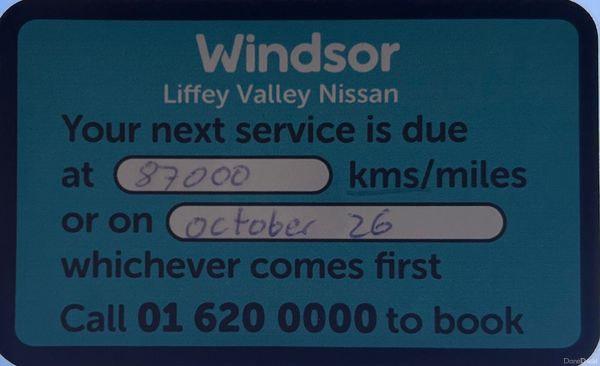 Windsor
Liffey Valley Nissan
Your next service is due
at 87000 kms/miles
or on october 26
whichever comes first
Call 01 620 0000 to book
DoneDeal